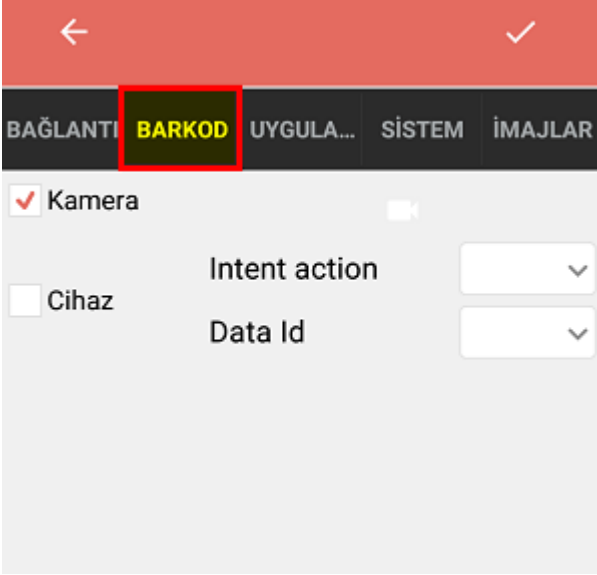 BAĞLANTI BARKOD UYGULA... SİSTEM İMAJLAR
Kamera
Intent action
Cihaz
Data Id